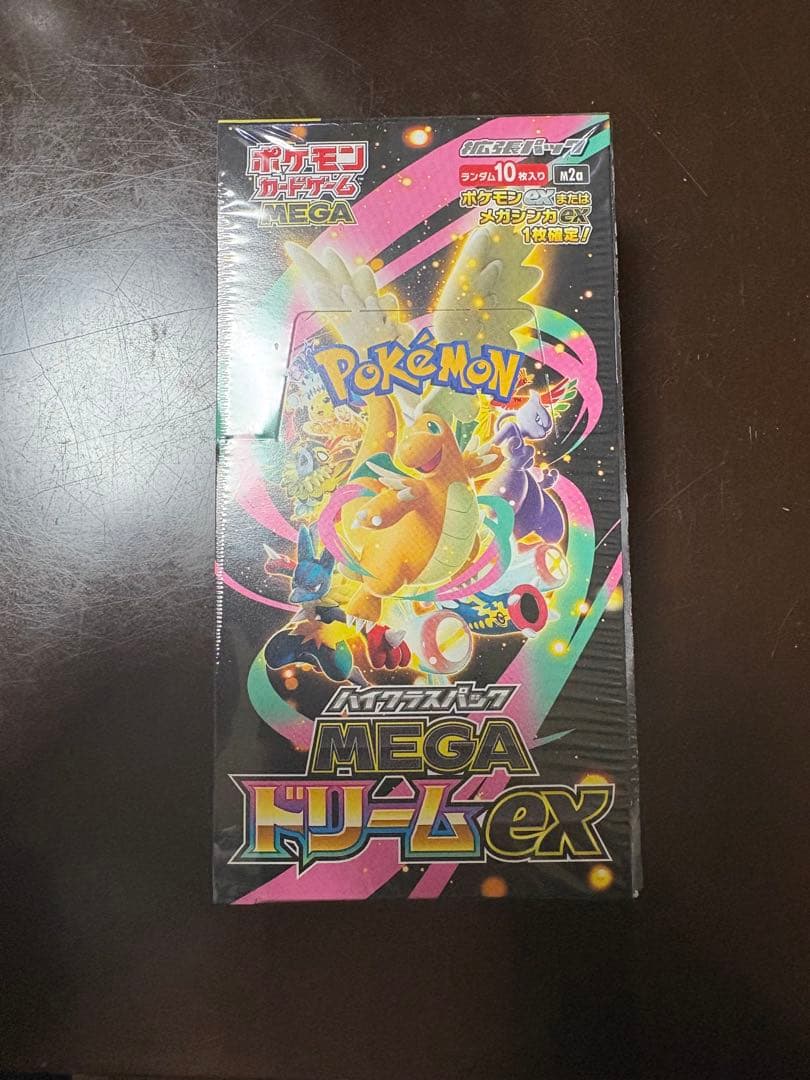 ポケモン
カードゲーム
MEGA
拡張パック
ランダム10枚入り M2a
ポケモンexまたは
メガシンカex
1枚確定!
POKéMON
TM
ハイクラスパック
MEGA
ドリームex